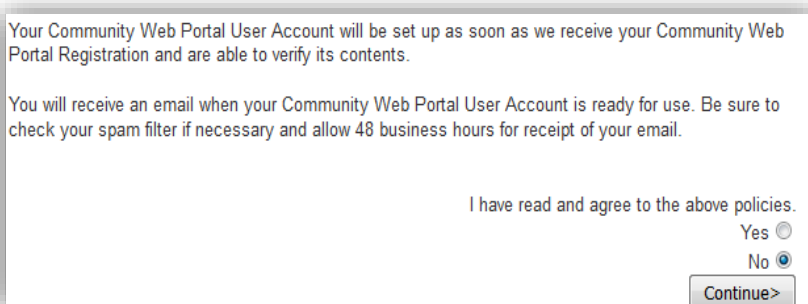 Your Community Web Portal User Account will be set up as soon as we receive your Community Web
Portal Registration and are able to verify its contents.
You will receive an email when your Community Web Portal User Account is ready for use. Be sure to
check your spam filter if necessary and allow 48 business hours for receipt of your email.
I have read and agree to the above policies.
Yes
No
Continue>